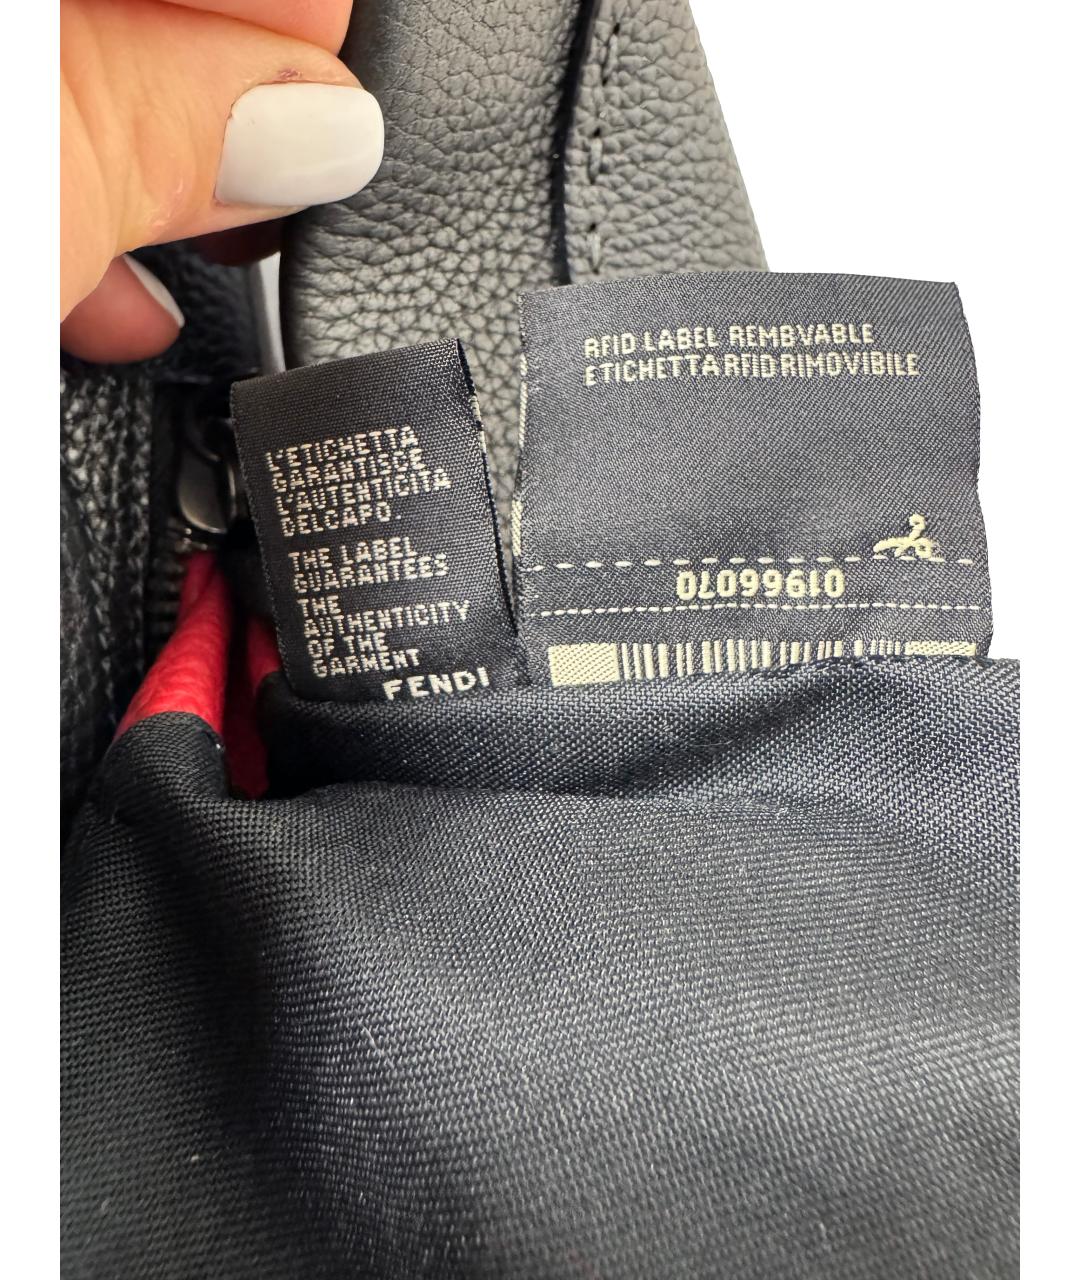 L'ETICHETTA
GARANTISCE
L'AUTENTICITA
DELCAPO.
THE LABEL
GUARANTEES
THE
AUTHENTICITY
OF THE
GARMENT
FENDI
RFID LABEL REMOVABLE
ETICHETTA RFID RIMOVIBILE
01966070